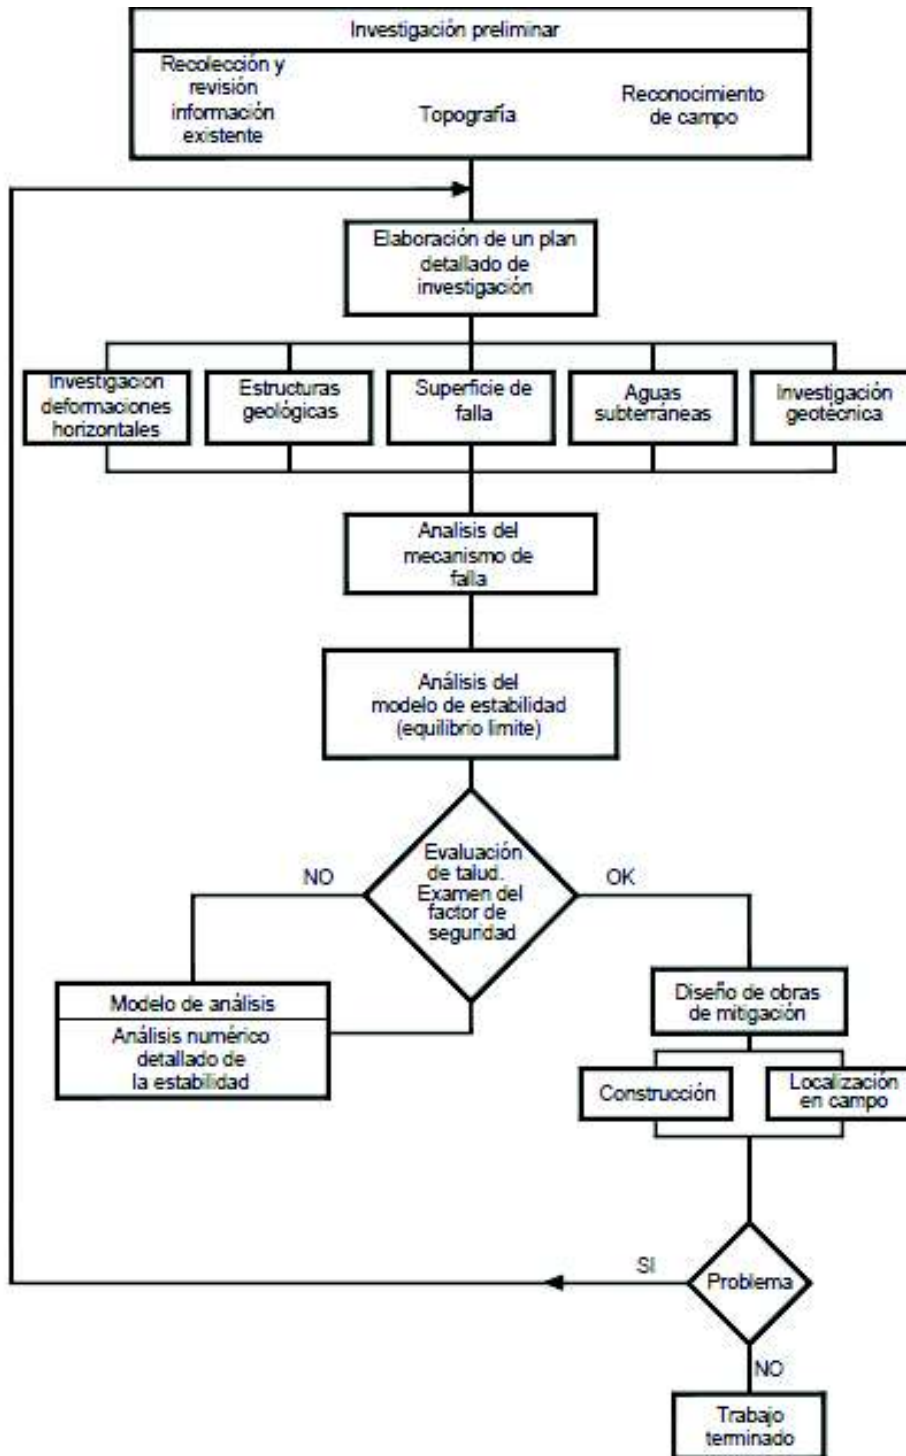 Investigación preliminar
Recolección y
revisión
información
existente
Topografía
Reconocimiento
de campo
Elaboración de un plan
detallado de
investigación
Investigación
deformaciones
horizontales
Estructuras
geológicas
Superficie de
falla
Aguas
subterráneas
Investigación
geotécnica
Analisis del
mecanismo de
falla
Análisis del
modelo de estabilidad
(equilibrio limite)
Evaluación
de talud.
Examen del
factor de
seguridad
NO
OK
Modelo de análisis
Análisis numérico
detallado de
la estabilidad
Diseño de obras
de mitigación
Construcción
Localización
en campo
SI
Problema
NO
Trabajo
terminado